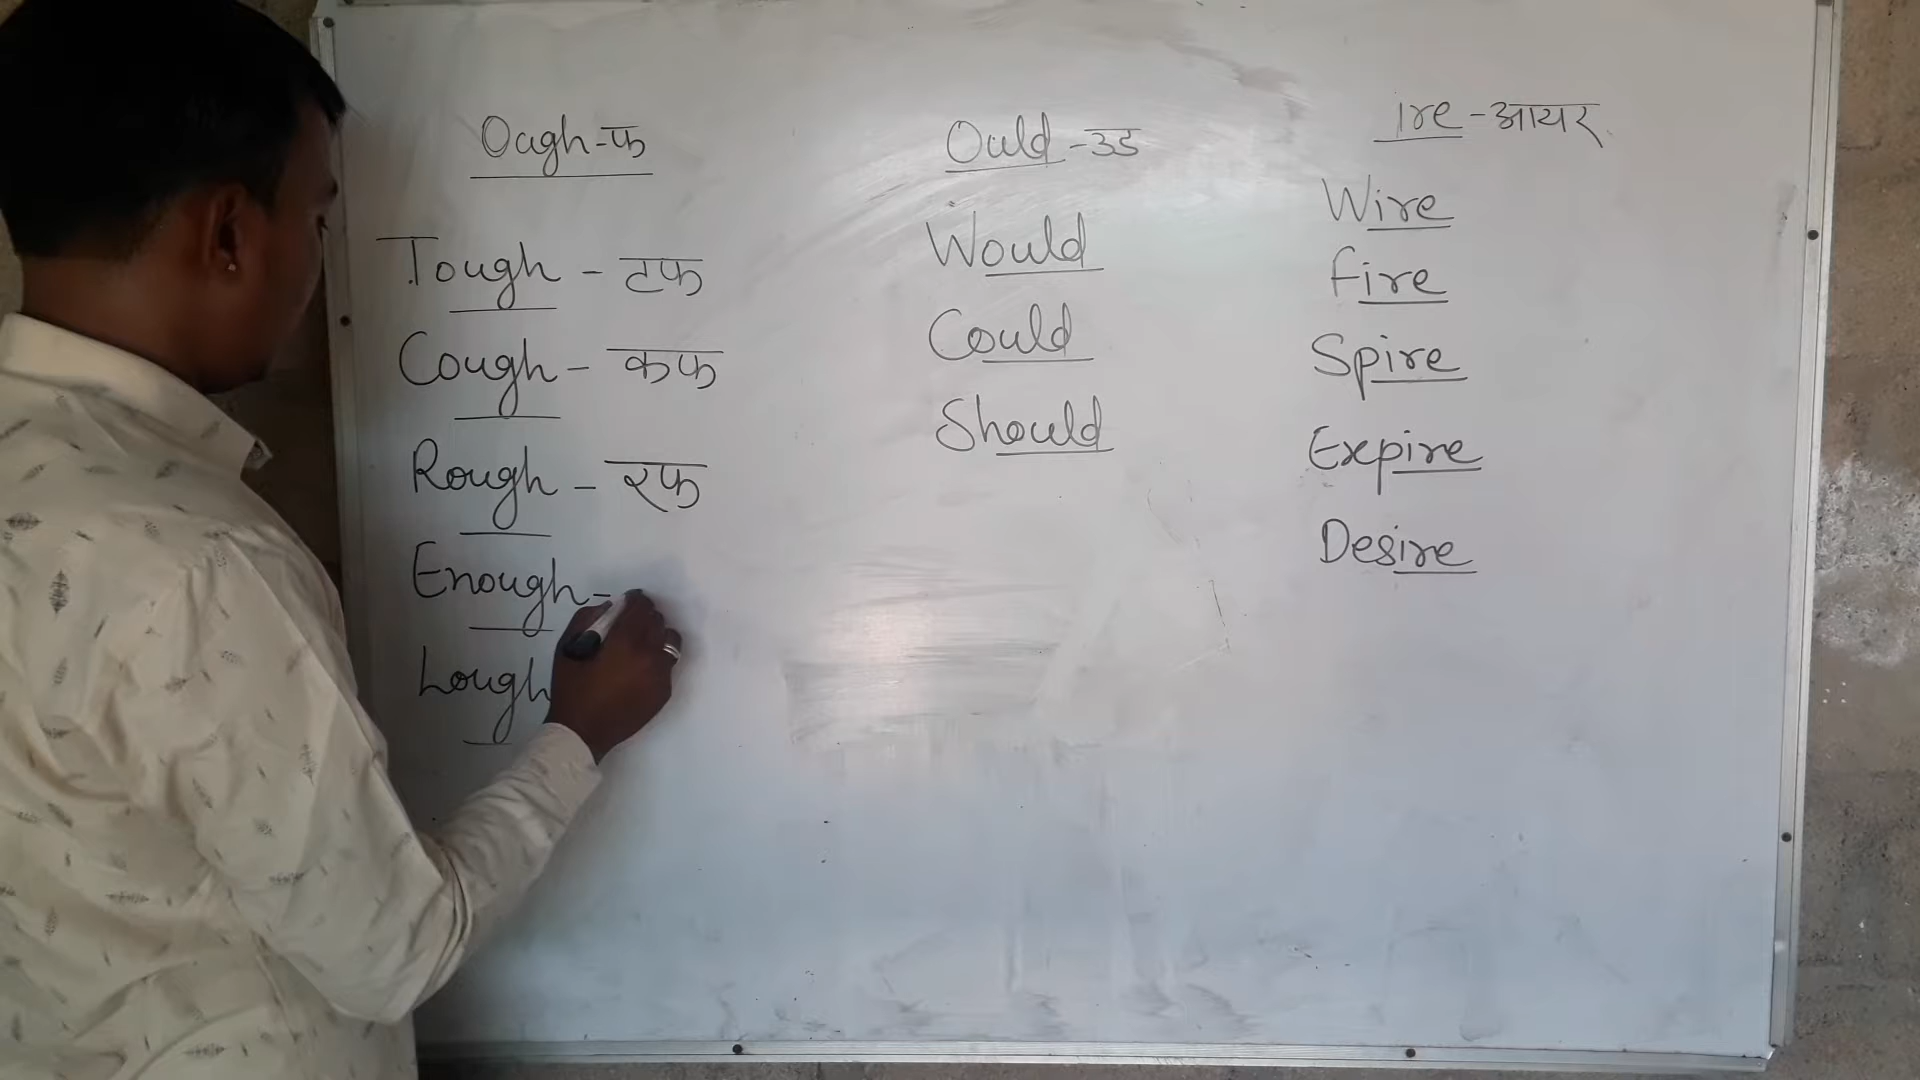 Ough-फ
Tough - टफ
Cough - कफ
Rough - रफ
Enough-
Lough
Ould-उड
Would
Could
Should
Ire-आयर
Wire
Fire
Spire
Expire
Desire